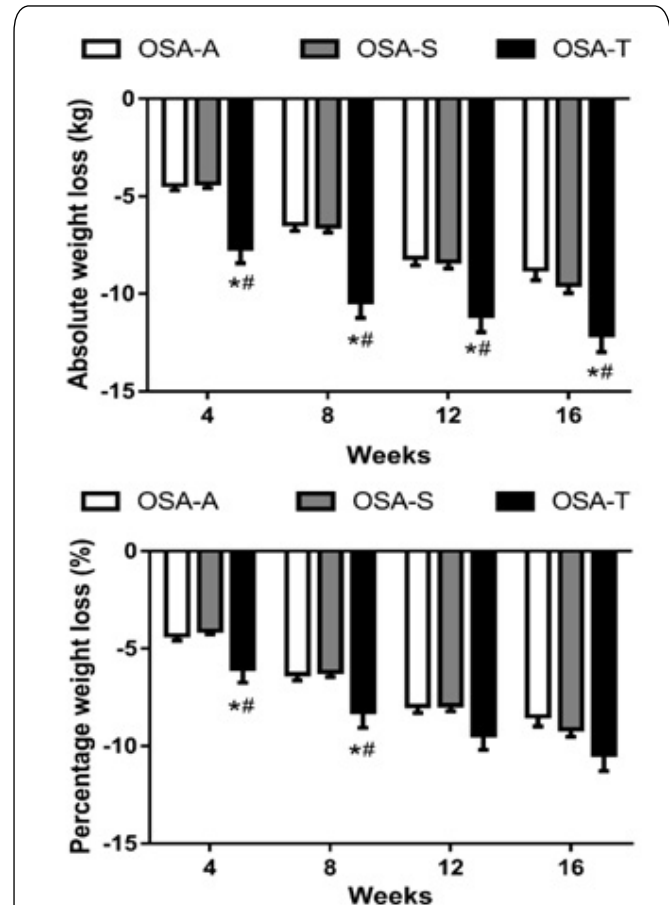 OSA-A OSA-S OSA-T
Absolute weight loss (kg)
0
-5
-10
-15
*# *# *# *#
4 8 12 16
Weeks
OSA-A OSA-S OSA-T
Percentage weight loss (%)
0
-5
-10
-15
*# *#
4 8 12 16
Weeks